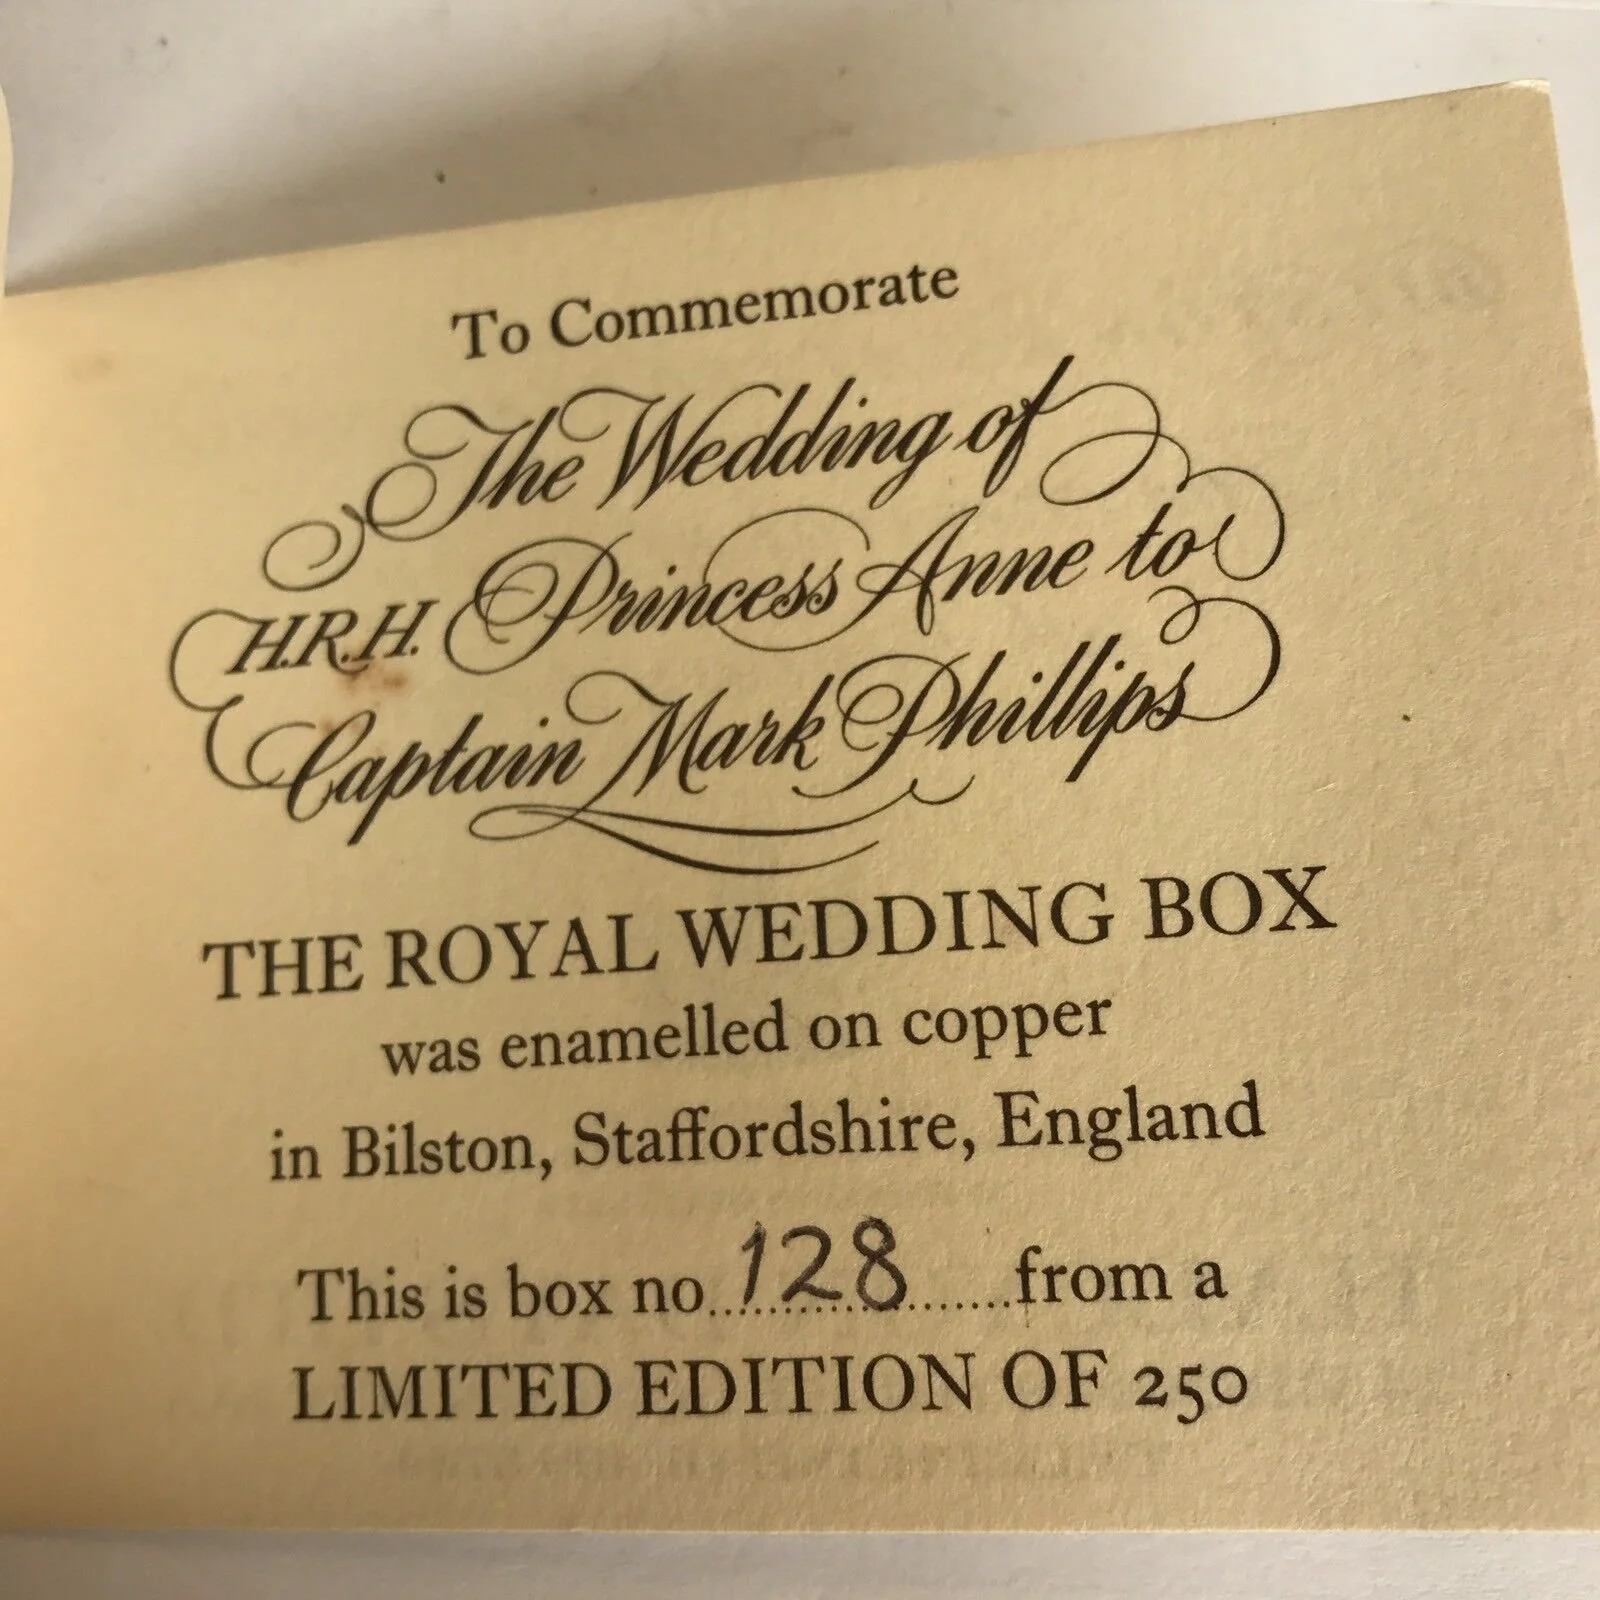 To Commemorate
The Wedding of
H.R.H. Princess Anne to
Captain Mark Phillips
THE ROYAL WEDDING BOX
was enamelled on copper
in Bilston, Staffordshire, England
This is box no. 128 from a
LIMITED EDITION OF 250